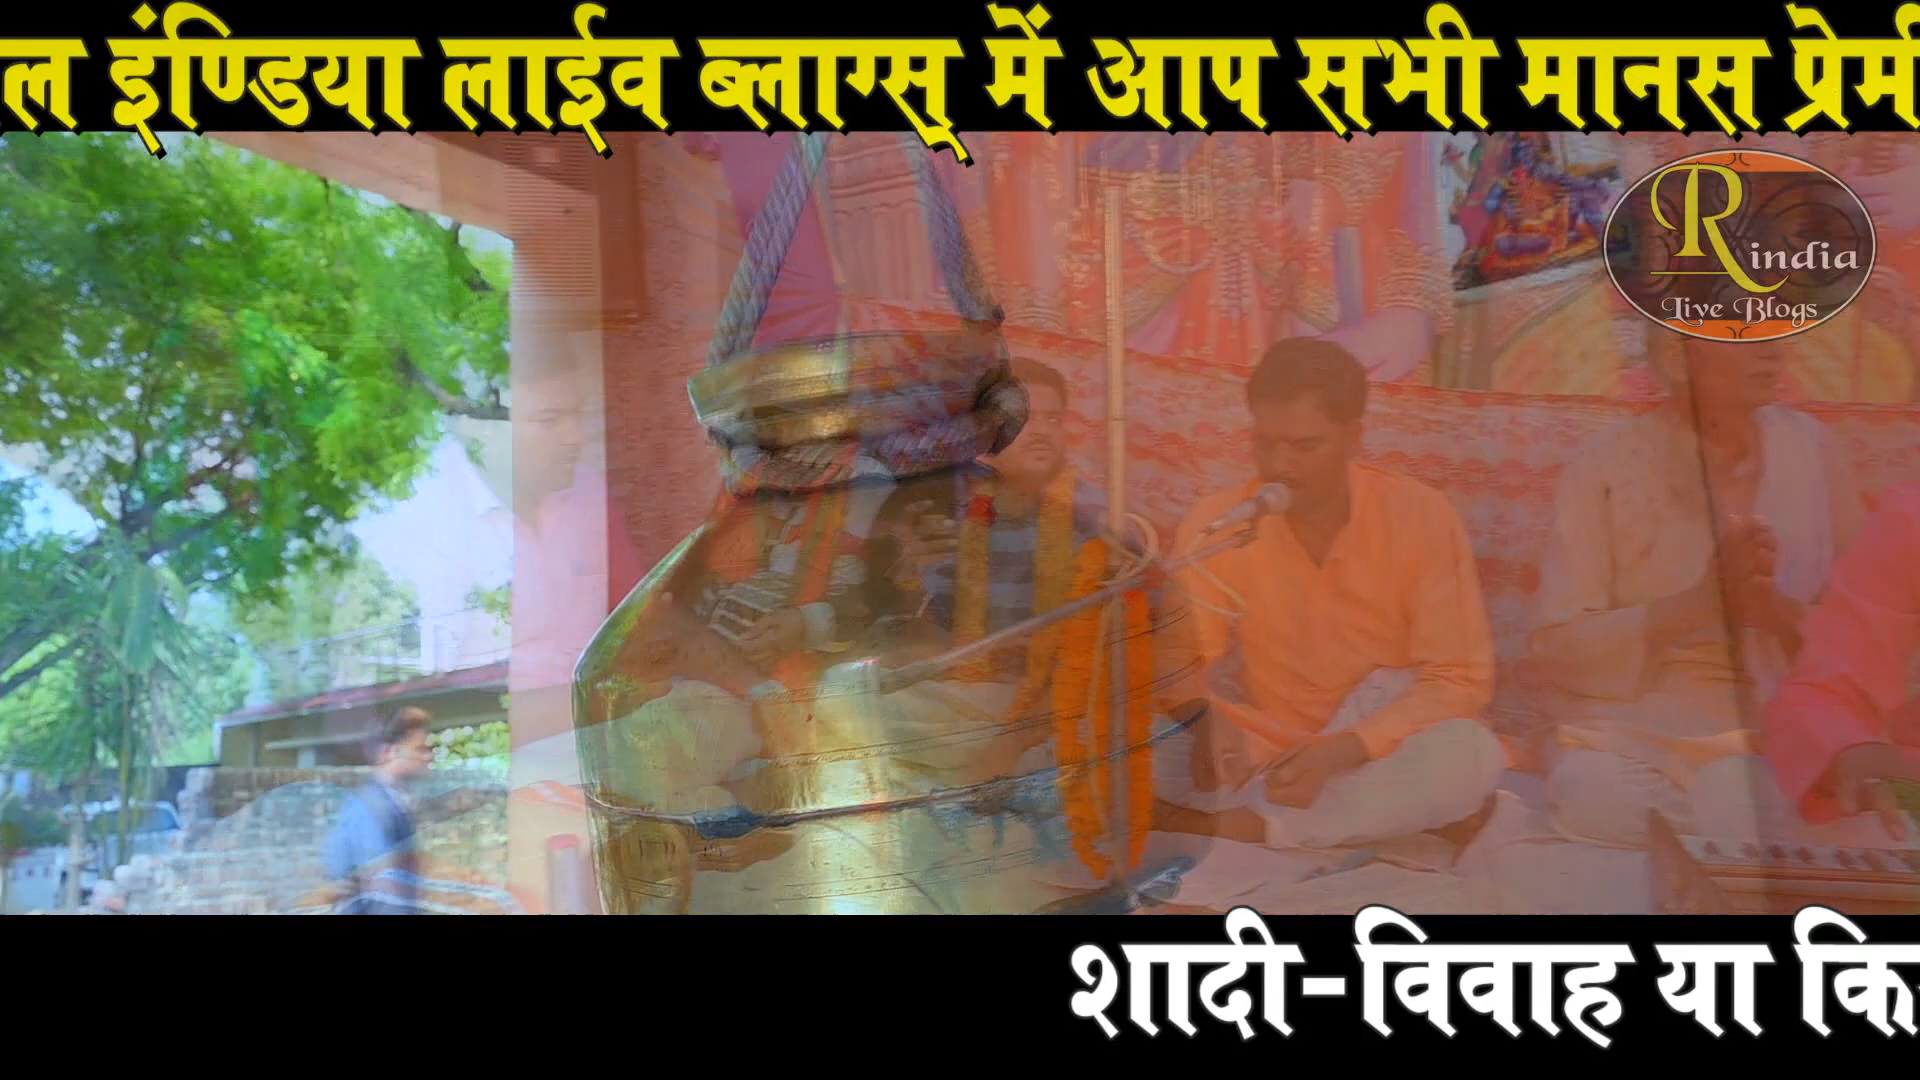 ल इंण्डिया लाईव ब्लाग्स् में आप सभी मानस प्रेमी
R india
Live Blogs
शादी-विवाह या कि